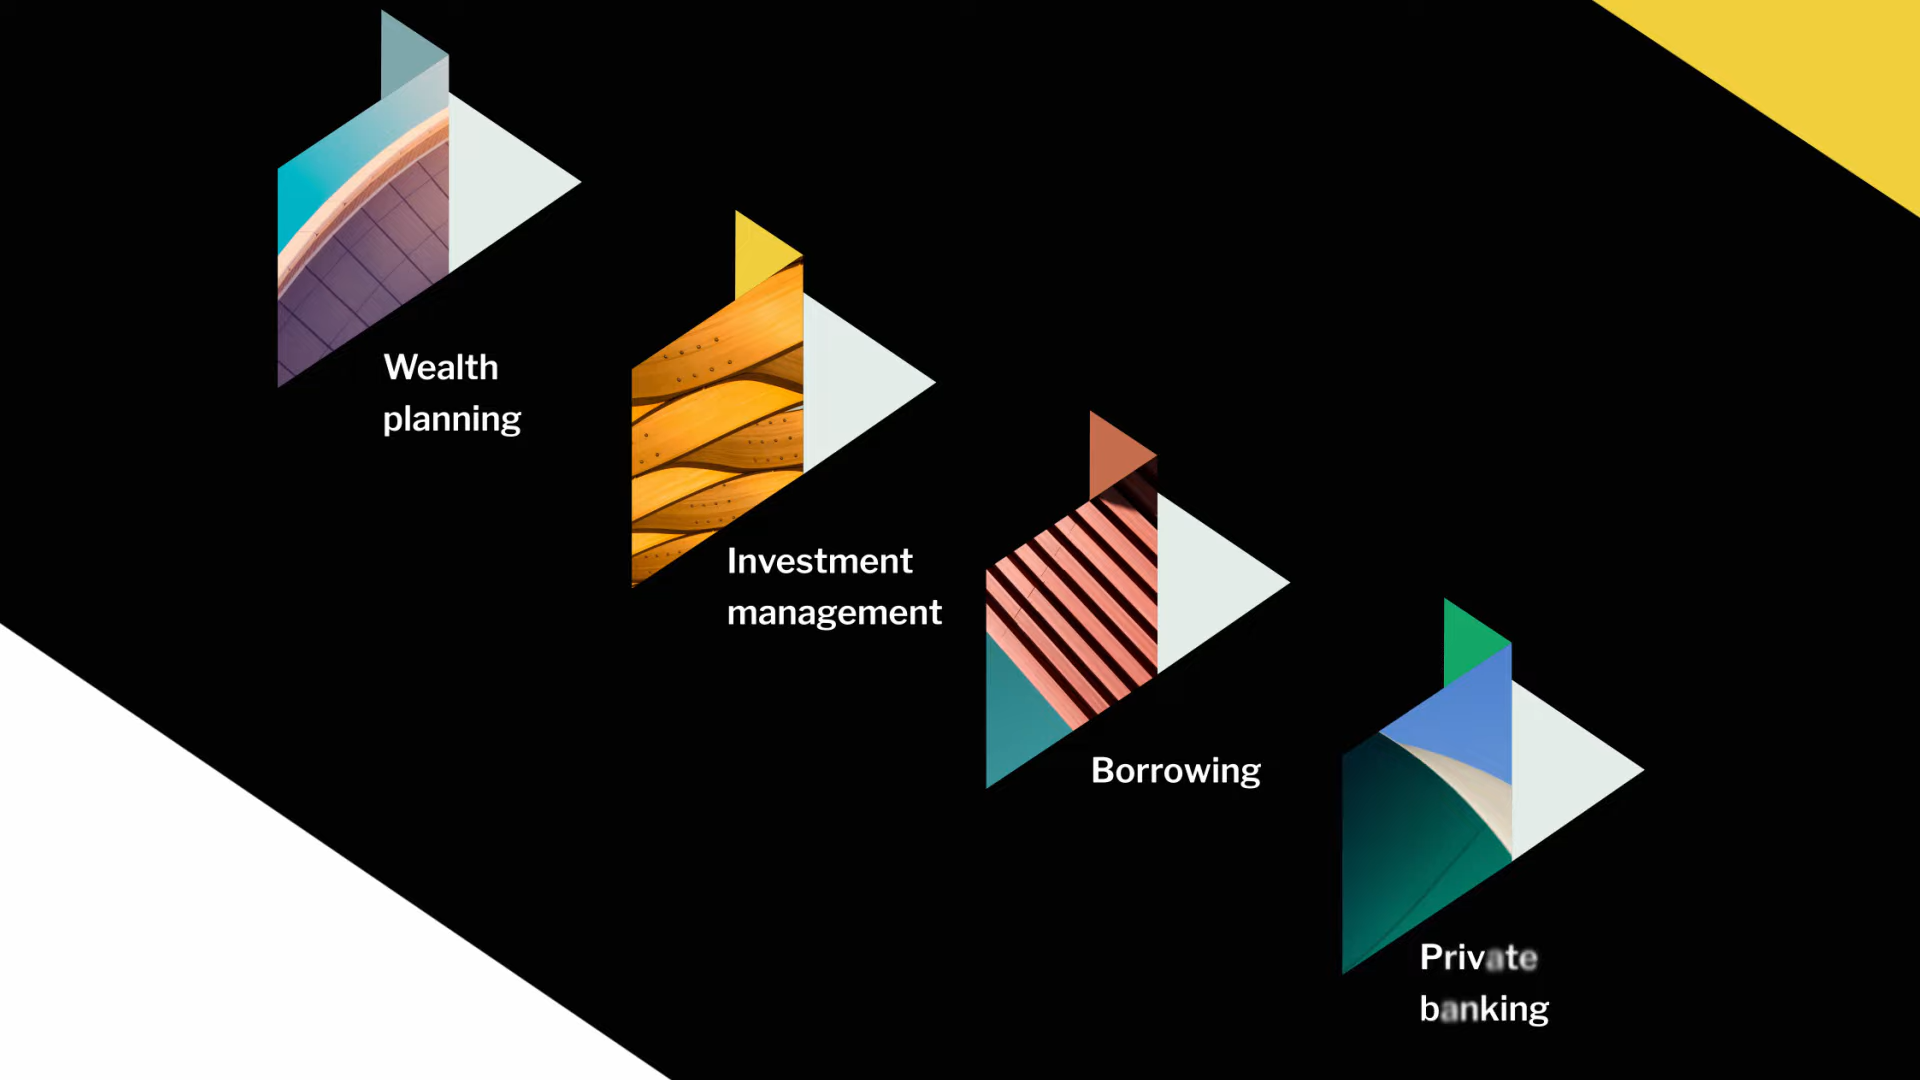 Wealth
planning
Investment
management
Borrowing
Private
banking